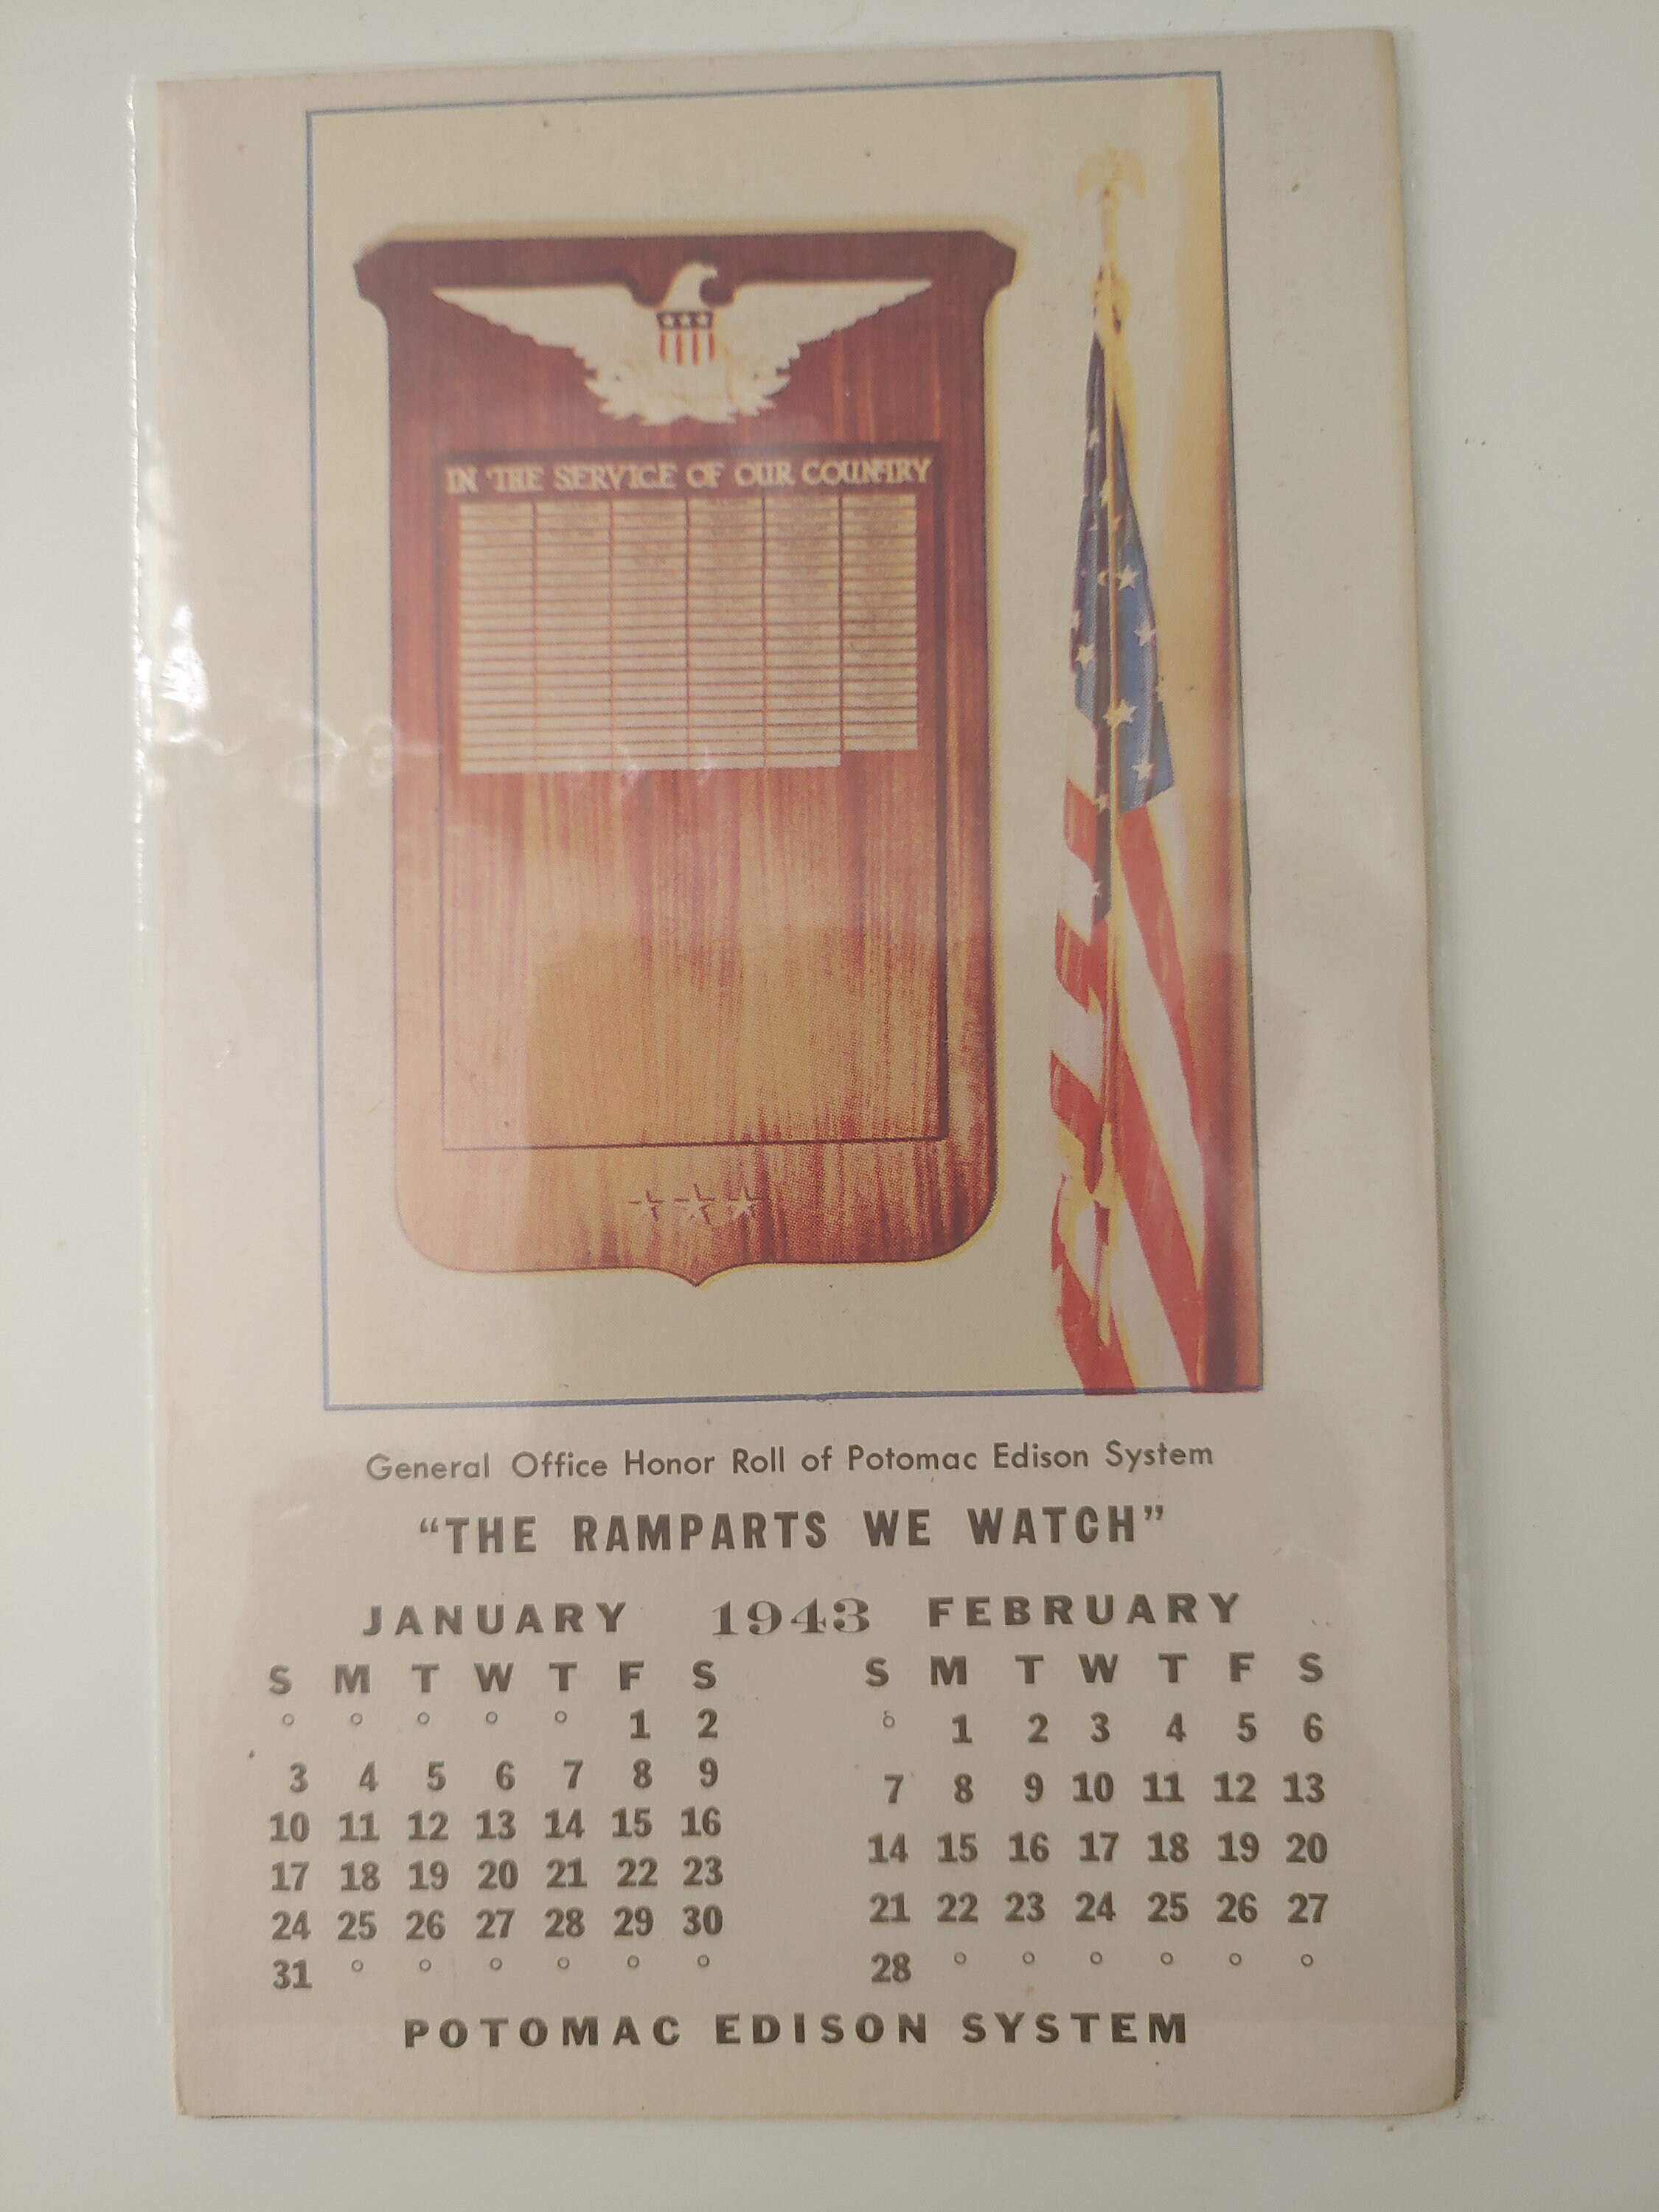 IN THE SERVICE OF OUR COUNTRY
General Office Honor Roll of Potomac Edison System
“THE RAMPARTS WE WATCH”
JANUARY 1943 FEBRUARY
S M T W T F S S M T W T F S
° ° ° ° ° 1 2 ° 1 2 3 4 5 6
3 4 5 6 7 8 9 7 8 9 10 11 12 13
10 11 12 13 14 15 16 14 15 16 17 18 19 20
17 18 19 20 21 22 23 21 22 23 24 25 26 27
24 25 26 27 28 29 30 28 ° ° ° ° ° °
31 ° ° ° ° ° °
POTOMAC EDISON SYSTEM